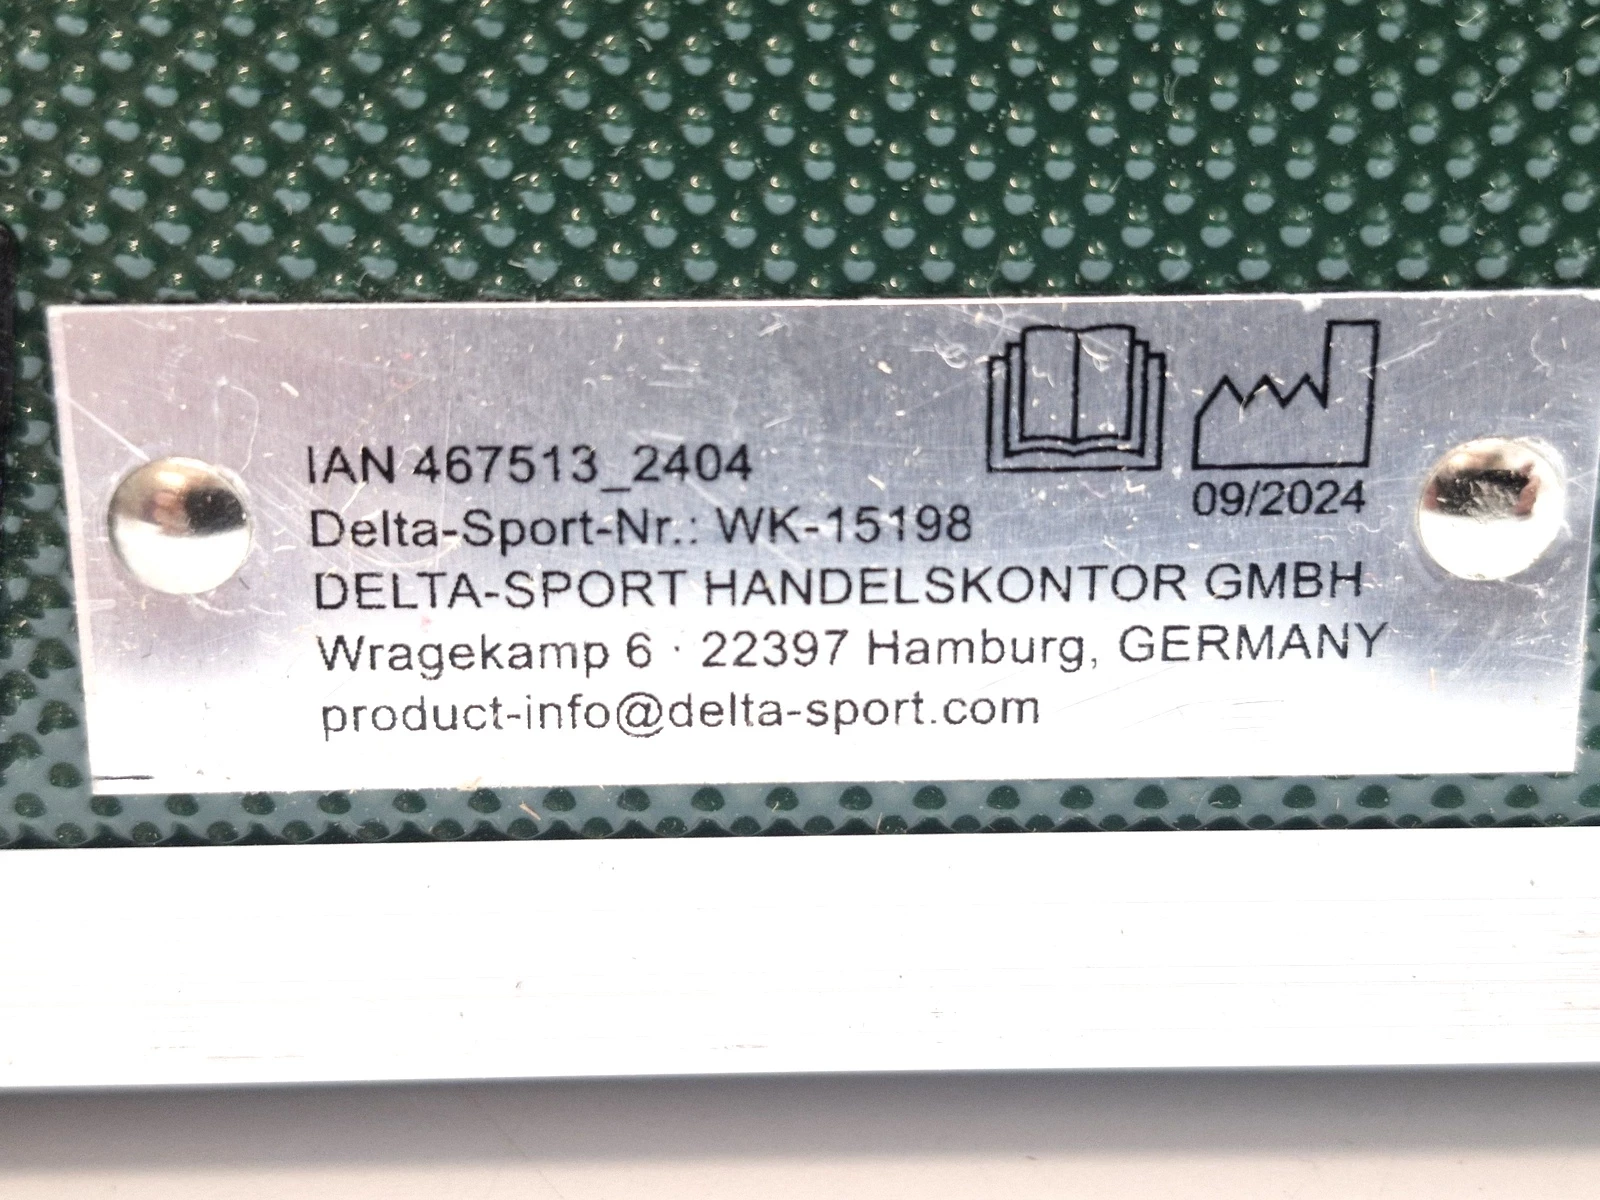 IAN 467513_2404
09/2024
Delta-Sport-Nr.: WK-15198
DELTA-SPORT HANDELSKONTOR GMBH
Wragekamp 6 · 22397 Hamburg, GERMANY
product-info@delta-sport.com